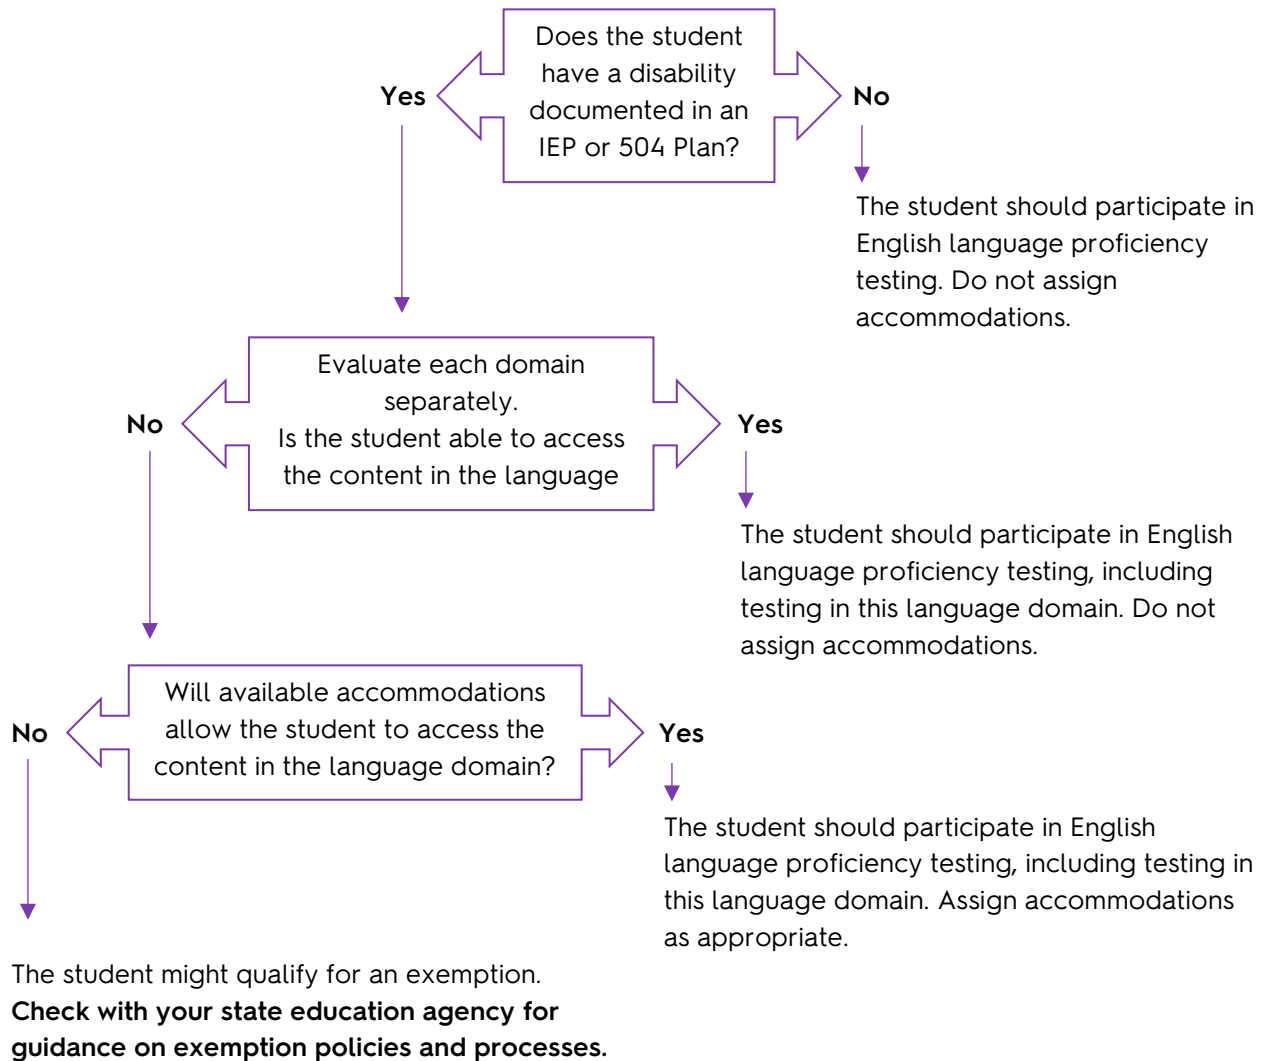 Does the student
have a disability
documented in an
IEP or 504 Plan?
Yes
No
The student should participate in
English language proficiency
testing. Do not assign
accommodations.
Evaluate each domain
separately.
Is the student able to access
the content in the language
No
Yes
The student should participate in English
language proficiency testing, including
testing in this language domain. Do not
assign accommodations.
Will available accommodations
allow the student to access the
content in the language domain?
No
Yes
The student should participate in English
language proficiency testing, including testing in
this language domain. Assign accommodations
as appropriate.
The student might qualify for an exemption.
Check with your state education agency for
guidance on exemption policies and processes.